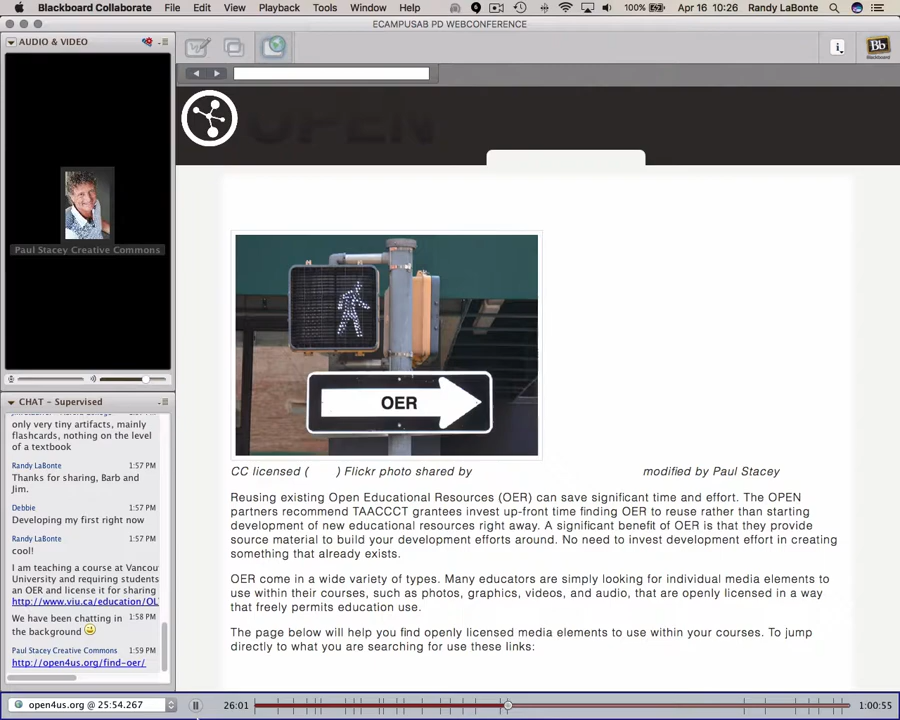 Blackboard Collaborate File Edit View Playback Tools Window Help 100% Apr 16 10:26 Randy LaBonte
ECAMPUSAB PD WEBCONFERENCE
AUDIO & VIDEO
Bb
Blackboard
OPEN
Paul Stacey Creative Commons
OER
CHAT - Supervised
only very tiny artifacts, mainly
flashcards, nothing on the level
of a textbook
Randy LaBonte 1:57 PM
Thanks for sharing, Barb and
Jim.
Debbie 1:57 PM
Developing my first right now
Randy LaBonte 1:57 PM
cool!
I am teaching a course at Vancou
University and requiring students
an OER and license it for sharing
http://www.viu.ca/education/OL
We have been chatting in 1:58 PM
the background
Paul Stacey Creative Commons 1:59 PM
http://open4us.org/find-oer/
CC licensed ( ) Flickr photo shared by modified by Paul Stacey
Reusing existing Open Educational Resources (OER) can save significant time and effort. The OPEN
partners recommend TAACCCT grantees invest up-front time finding OER to reuse rather than starting
development of new educational resources right away. A significant benefit of OER is that they provide
source material to build your development efforts around. No need to invest development effort in creating
something that already exists.
OER come in a wide variety of types. Many educators are simply looking for individual media elements to
use within their courses, such as photos, graphics, videos, and audio, that are openly licensed in a way
that freely permits education use.
The page below will help you find openly licensed media elements to use within your courses. To jump
directly to what you are searching for use these links:
open4us.org @ 25:54.267 26:01 1:00:55